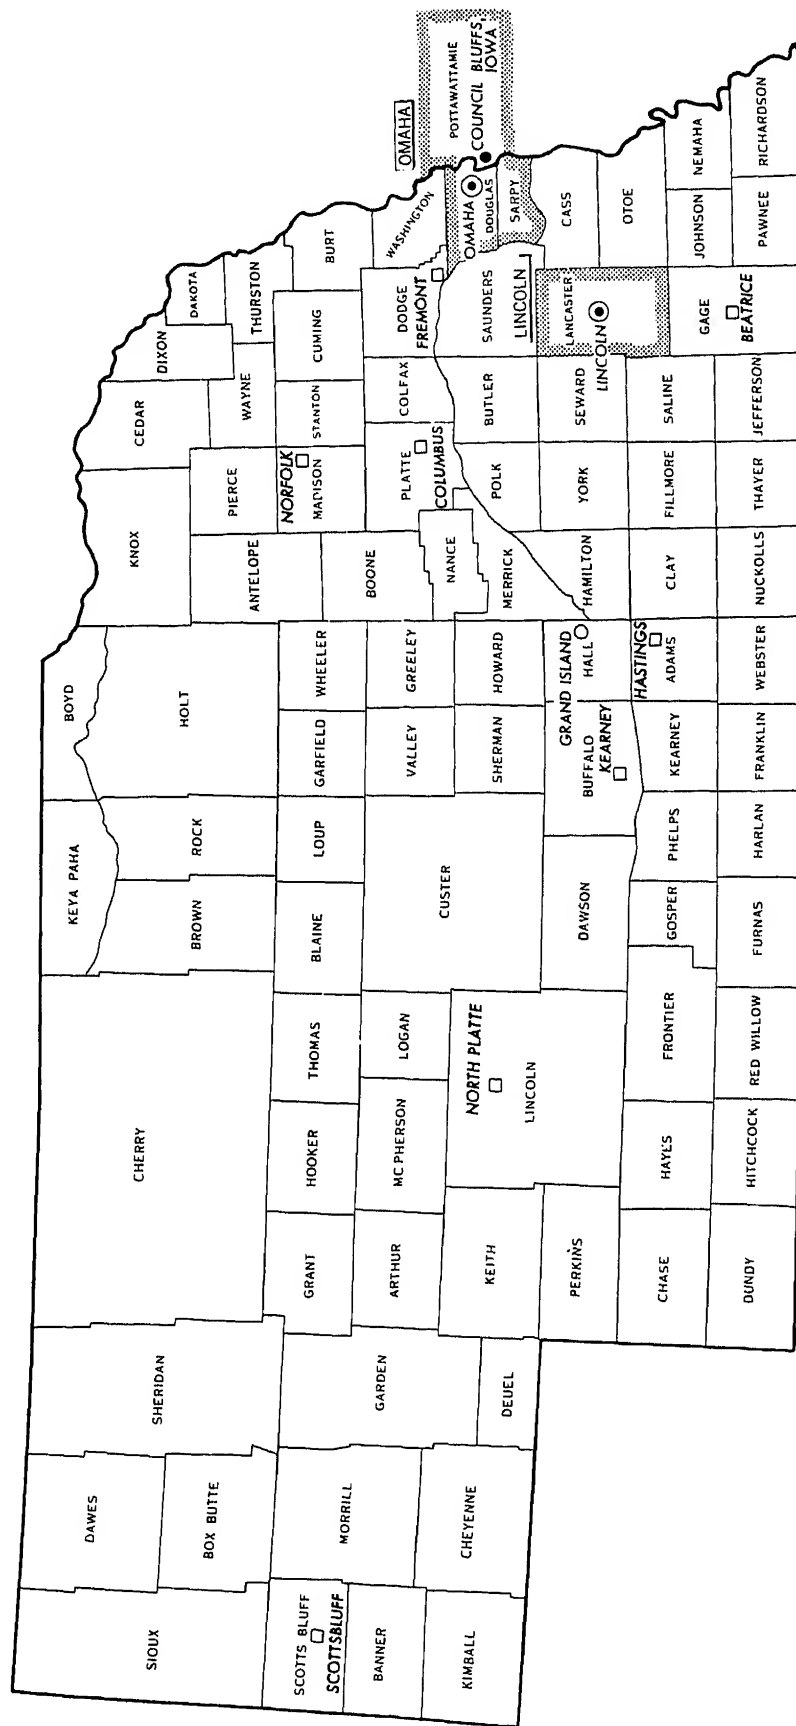 SIOUX
DAWES
BOX BUTTE
SHERIDAN
SCOTTS BLUFF
SCOTTSBLUFF
BANNER
KIMBALL
MORRILL
CHEYENNE
GARDEN
DEUEL
CHERRY
KEYA PAHA
BOYD
BROWN
ROCK
HOLT
KNOX
CEDAR
DIXON
DAKOTA
PIERCE
WAYNE
THURSTON
ANTELOPE
GRANT
HOOKER
THOMAS
BLAINE
LOUP
GARFIELD
WHEELER
NORFOLK
MADISON
STANTON
CUMING
BURT
BOONE
ARTHUR
MC PHERSON
LOGAN
CUSTER
VALLEY
GREELEY
NANCE
PLATTE
COLUMBUS
COLFAX
DODGE
FREMONT
WASHINGTON
OMAHA
POTTAWATTAMIE
COUNCIL BLUFFS,
IOWA
KEITH
NORTH PLATTE
LINCOLN
SHERMAN
HOWARD
MERRICK
POLK
BUTLER
SAUNDERS
LINCOLN
OMAHA
DOUGLAS
SARPY
PERKINS
DAWSON
BUFFALO
KEARNEY
GRAND ISLAND
HALL
HAMILTON
YORK
SEWARD
LANCASTER
LINCOLN
CASS
OTOE
CHASE
HAYES
FRONTIER
GOSPER
PHELPS
KEARNEY
HASTINGS
ADAMS
CLAY
FILLMORE
SALINE
GAGE
BEATRICE
JOHNSON
NEMAHA
DUNDY
HITCHCOCK
RED WILLOW
FURNAS
HARLAN
FRANKLIN
WEBSTER
NUCKOLLS
THAYER
JEFFERSON
PAWNEE
RICHARDSON